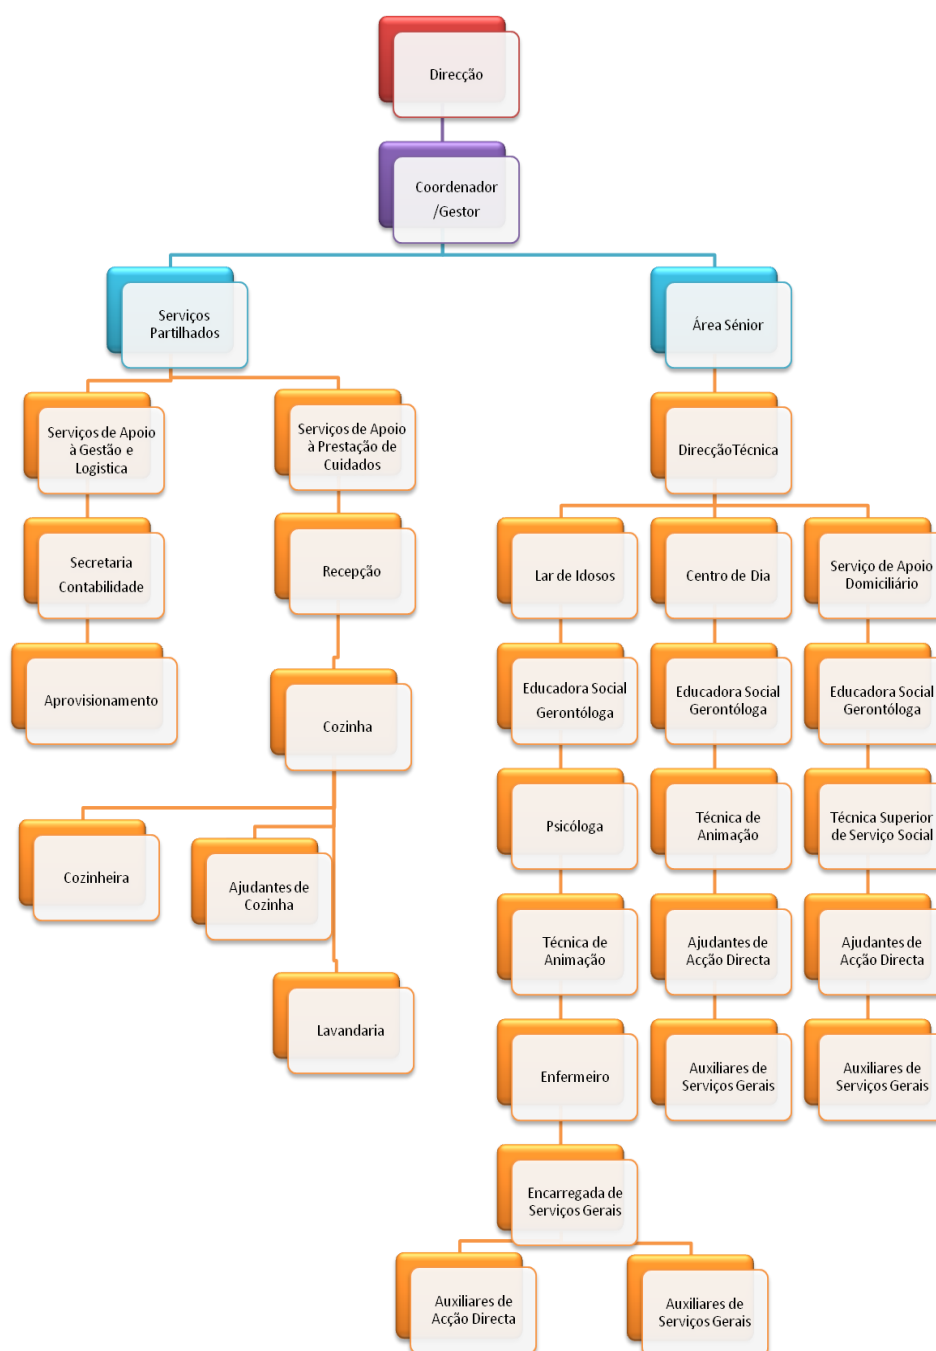 Direcção
Coordenador
/Gestor
Serviços
Partilhados
Área Sénior
Serviços de Apoio
à Gestão e
Logistica
Serviços de Apoio
à Prestação de
Cuidados
DirecçãoTécnica
Secretaria
Contabilidade
Recepção
Lar de Idosos
Centro de Dia
Serviço de Apoio
Domiciliário
Aprovisionamento
Cozinha
Educadora Social
Gerontóloga
Educadora Social
Gerontóloga
Educadora Social
Gerontóloga
Psicóloga
Técnica de
Animação
Técnica Superior
de Serviço Social
Cozinheira
Ajudantes de
Cozinha
Técnica de
Animação
Ajudantes de
Acção Directa
Ajudantes de
Acção Directa
Lavandaria
Enfermeiro
Auxiliares de
Serviços Gerais
Auxiliares de
Serviços Gerais
Encarregada de
Serviços Gerais
Auxiliares de
Acção Directa
Auxiliares de
Serviços Gerais